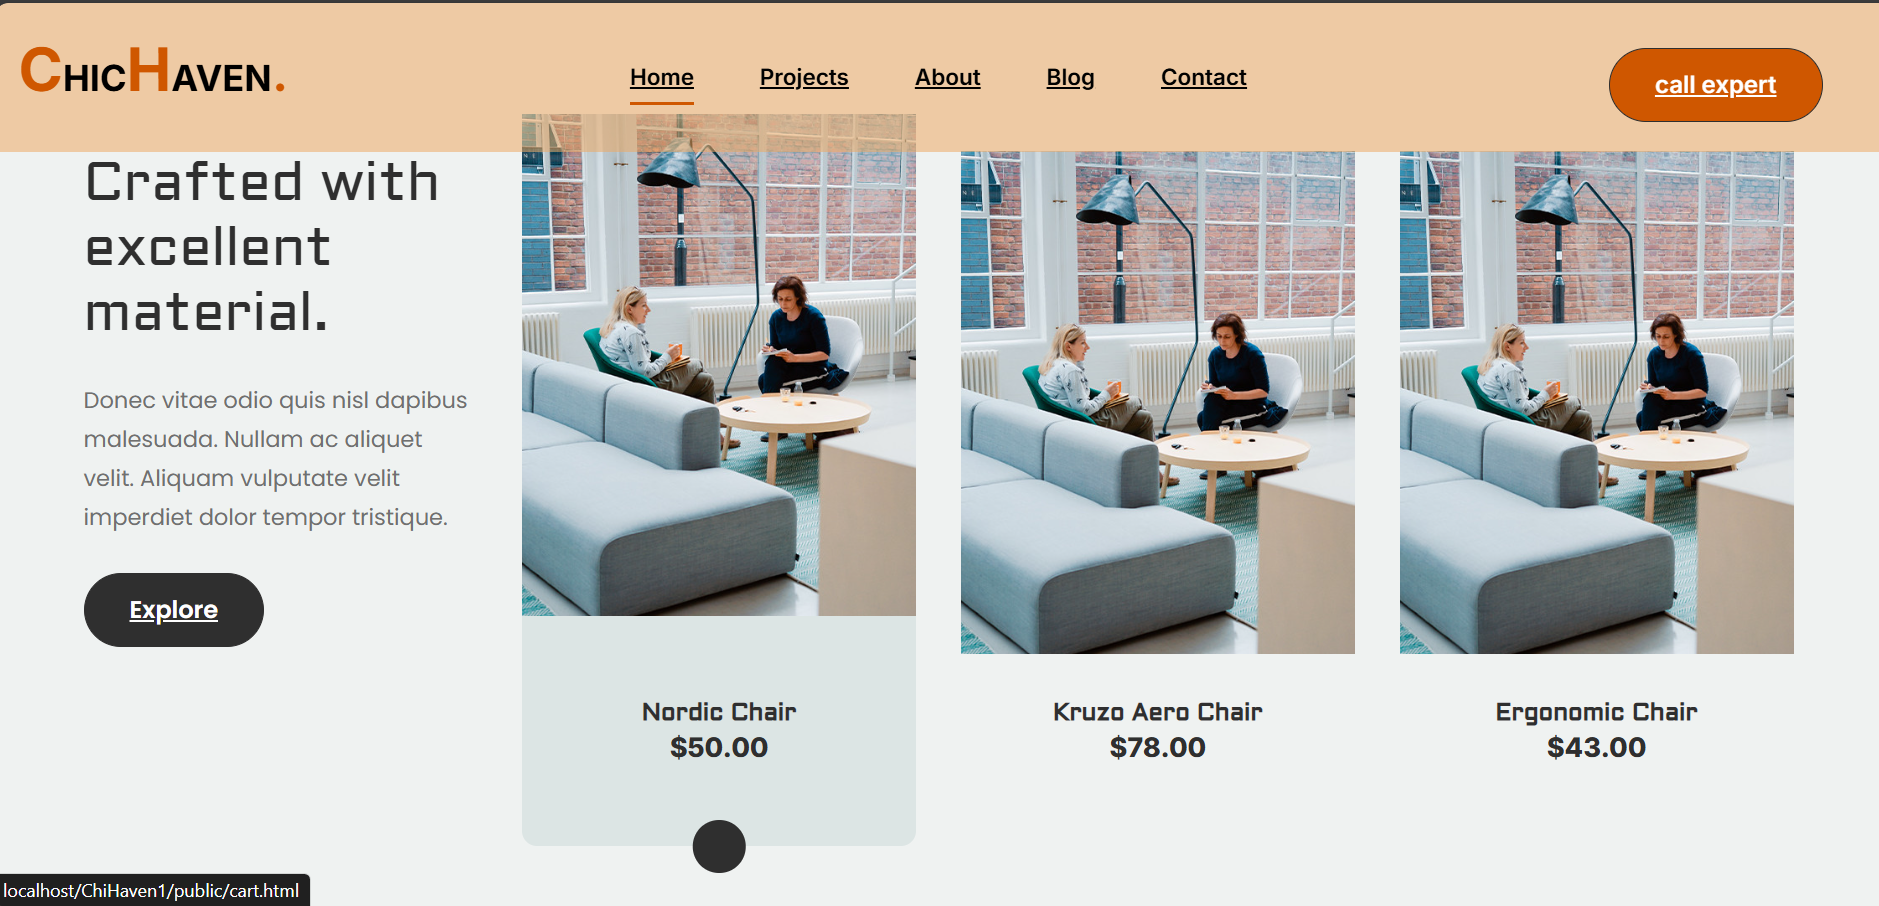 CHICHAVEN.
Home Projects About Blog Contact
call expert
Crafted with
excellent
material.
Donec vitae odio quis nisl dapibus
malesuada. Nullam ac aliquet
velit. Aliquam vulputate velit
imperdiet dolor tempor tristique.
Explore
Nordic Chair
$50.00
Kruzo Aero Chair
$78.00
Ergonomic Chair
$43.00
localhost/ChiHaven1/public/cart.html